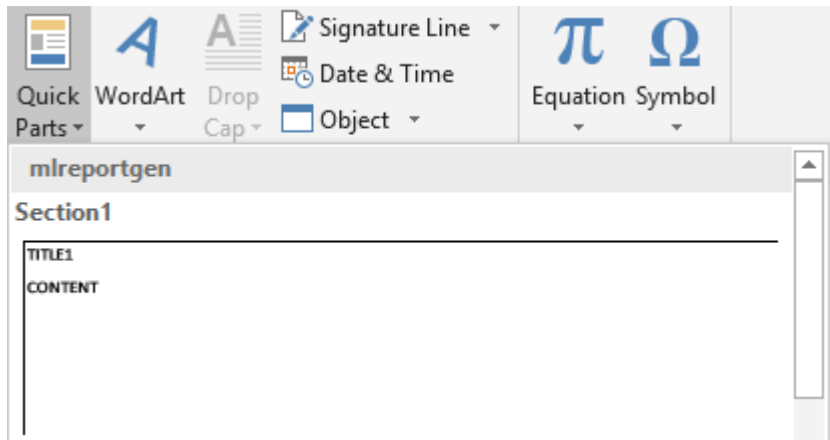 Signature Line
Date & Time
Object
Quick Parts
WordArt
Drop Cap
Equation
Symbol
mlreportgen
Section1
TITLE1
CONTENT